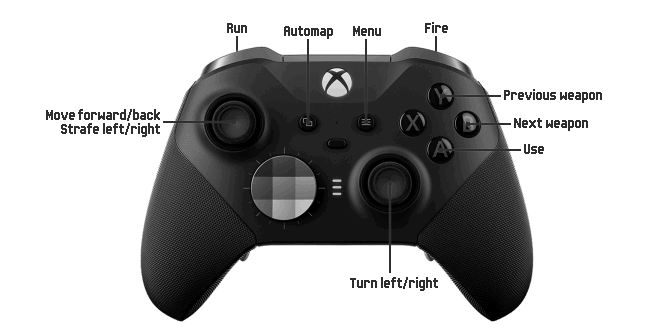 Run
Automap
Menu
Fire
Previous weapon
Move forward/back
Strafe left/right
Next weapon
Use
Turn left/right
Y
X
B
A